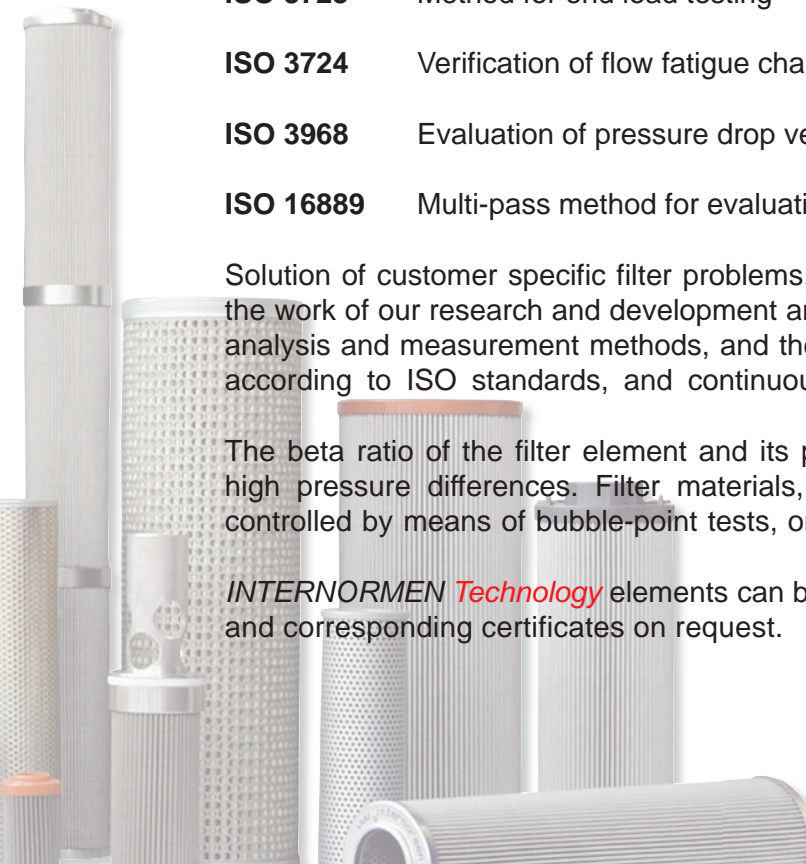 ISO 3724 Verification of flow fatigue cha
ISO 3968 Evaluation of pressure drop ve
ISO 16889 Multi-pass method for evaluati
Solution of customer specific filter problems.
the work of our research and development a
analysis and measurement methods, and the
according to ISO standards, and continuou
The beta ratio of the filter element and its p
high pressure differences. Filter materials,
controlled by means of bubble-point tests, o
INTERNORMEN Technology elements can b
and corresponding certificates on request.